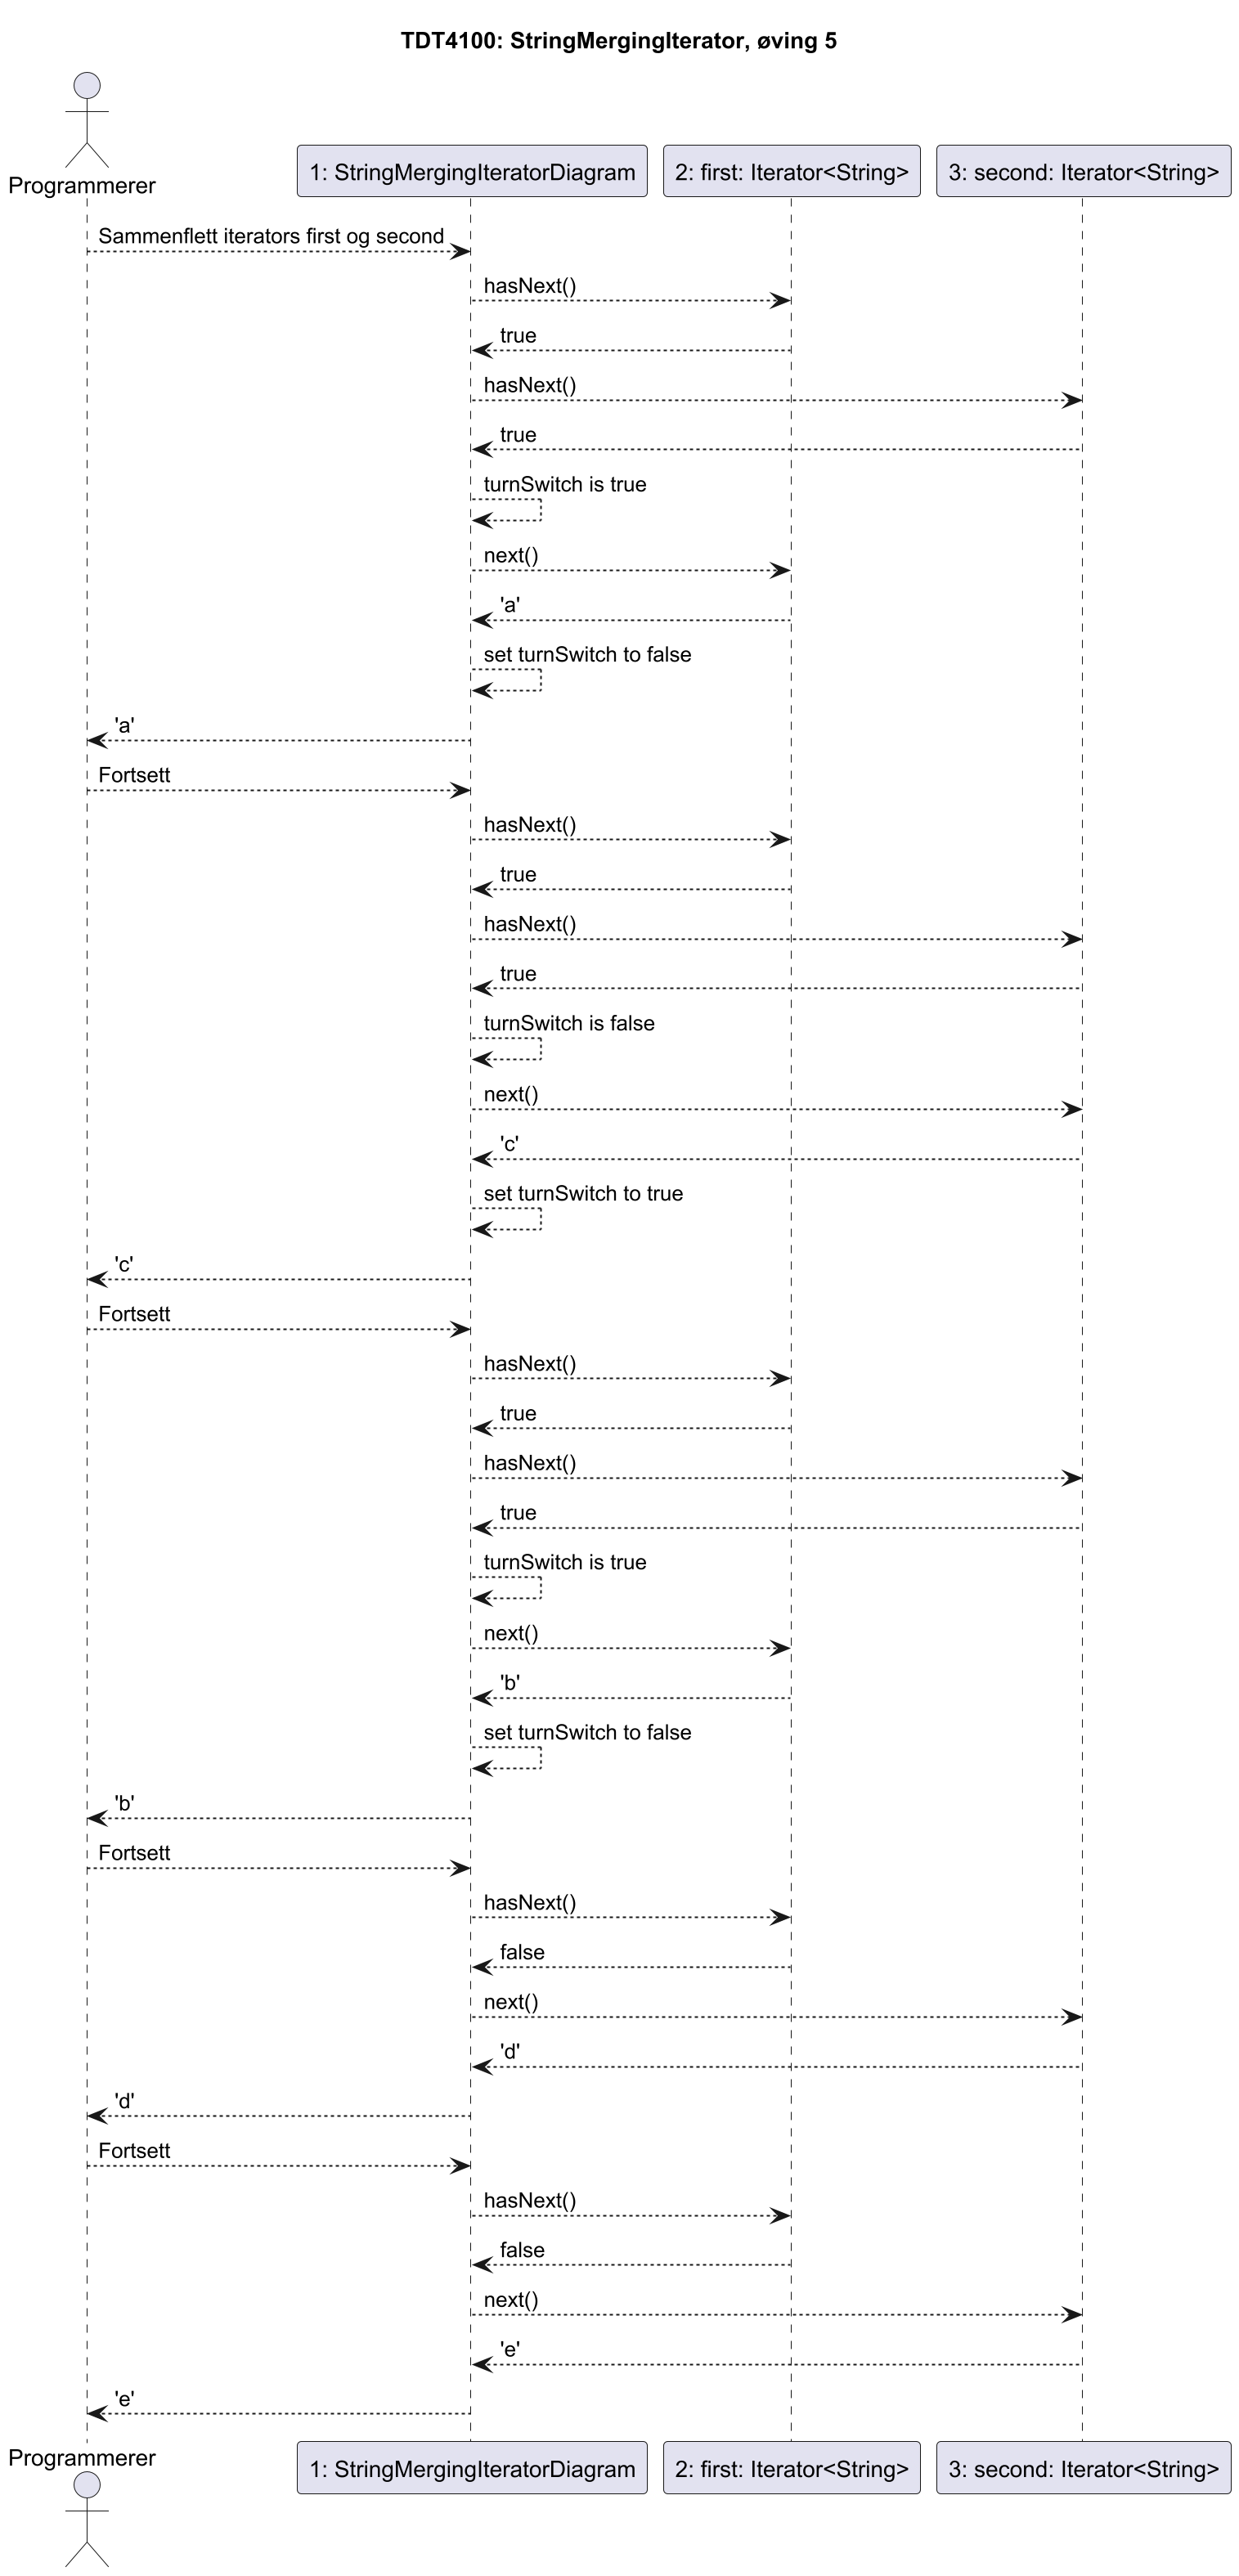 TDT4100: StringMergingIterator, øving 5
Programmerer
1: StringMergingIteratorDiagram
2: first: Iterator<String>
3: second: Iterator<String>
Sammenflett iterators first og second
hasNext()
true
hasNext()
true
turnSwitch is true
next()
'a'
set turnSwitch to false
'a'
Fortsett
hasNext()
true
hasNext()
true
turnSwitch is false
next()
'c'
set turnSwitch to true
'c'
Fortsett
hasNext()
true
hasNext()
true
turnSwitch is true
next()
'b'
set turnSwitch to false
'b'
Fortsett
hasNext()
false
next()
'd'
'd'
Fortsett
hasNext()
false
next()
'e'
'e'
Programmerer
1: StringMergingIteratorDiagram
2: first: Iterator<String>
3: second: Iterator<String>